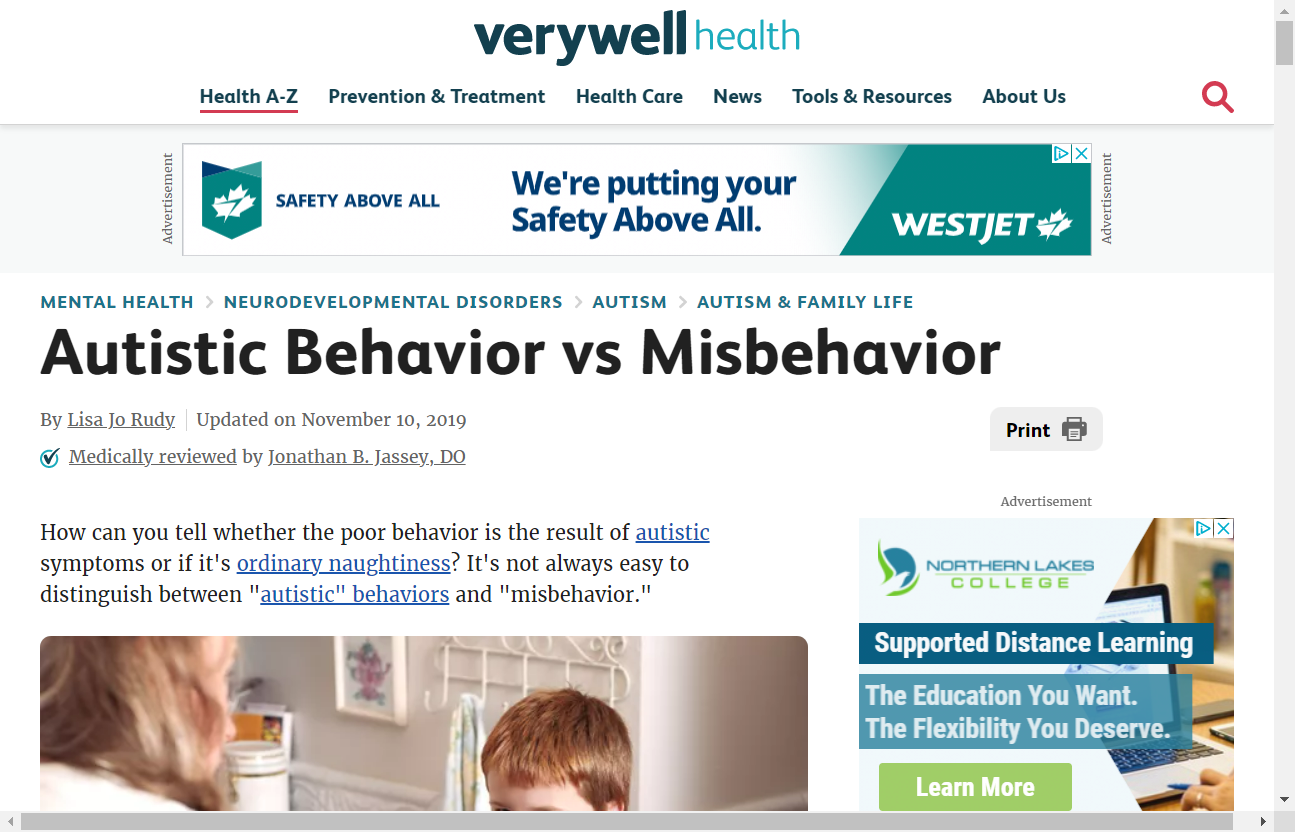 verywell health
Health A-Z Prevention & Treatment Health Care News Tools & Resources About Us
Advertisement
SAFETY ABOVE ALL
We're putting your
Safety Above All.
WESTJET
Advertisement
MENTAL HEALTH > NEURODEVELOPMENTAL DISORDERS > AUTISM > AUTISM & FAMILY LIFE
Autistic Behavior vs Misbehavior
By Lisa Jo Rudy | Updated on November 10, 2019
Print
Medically reviewed by Jonathan B. Jassey, DO
Advertisement
How can you tell whether the poor behavior is the result of autistic
symptoms or if it's ordinary naughtiness? It's not always easy to
distinguish between "autistic" behaviors and "misbehavior."
NORTHERN LAKES
COLLEGE
Supported Distance Learning
The Education You Want.
The Flexibility You Deserve.
Learn More